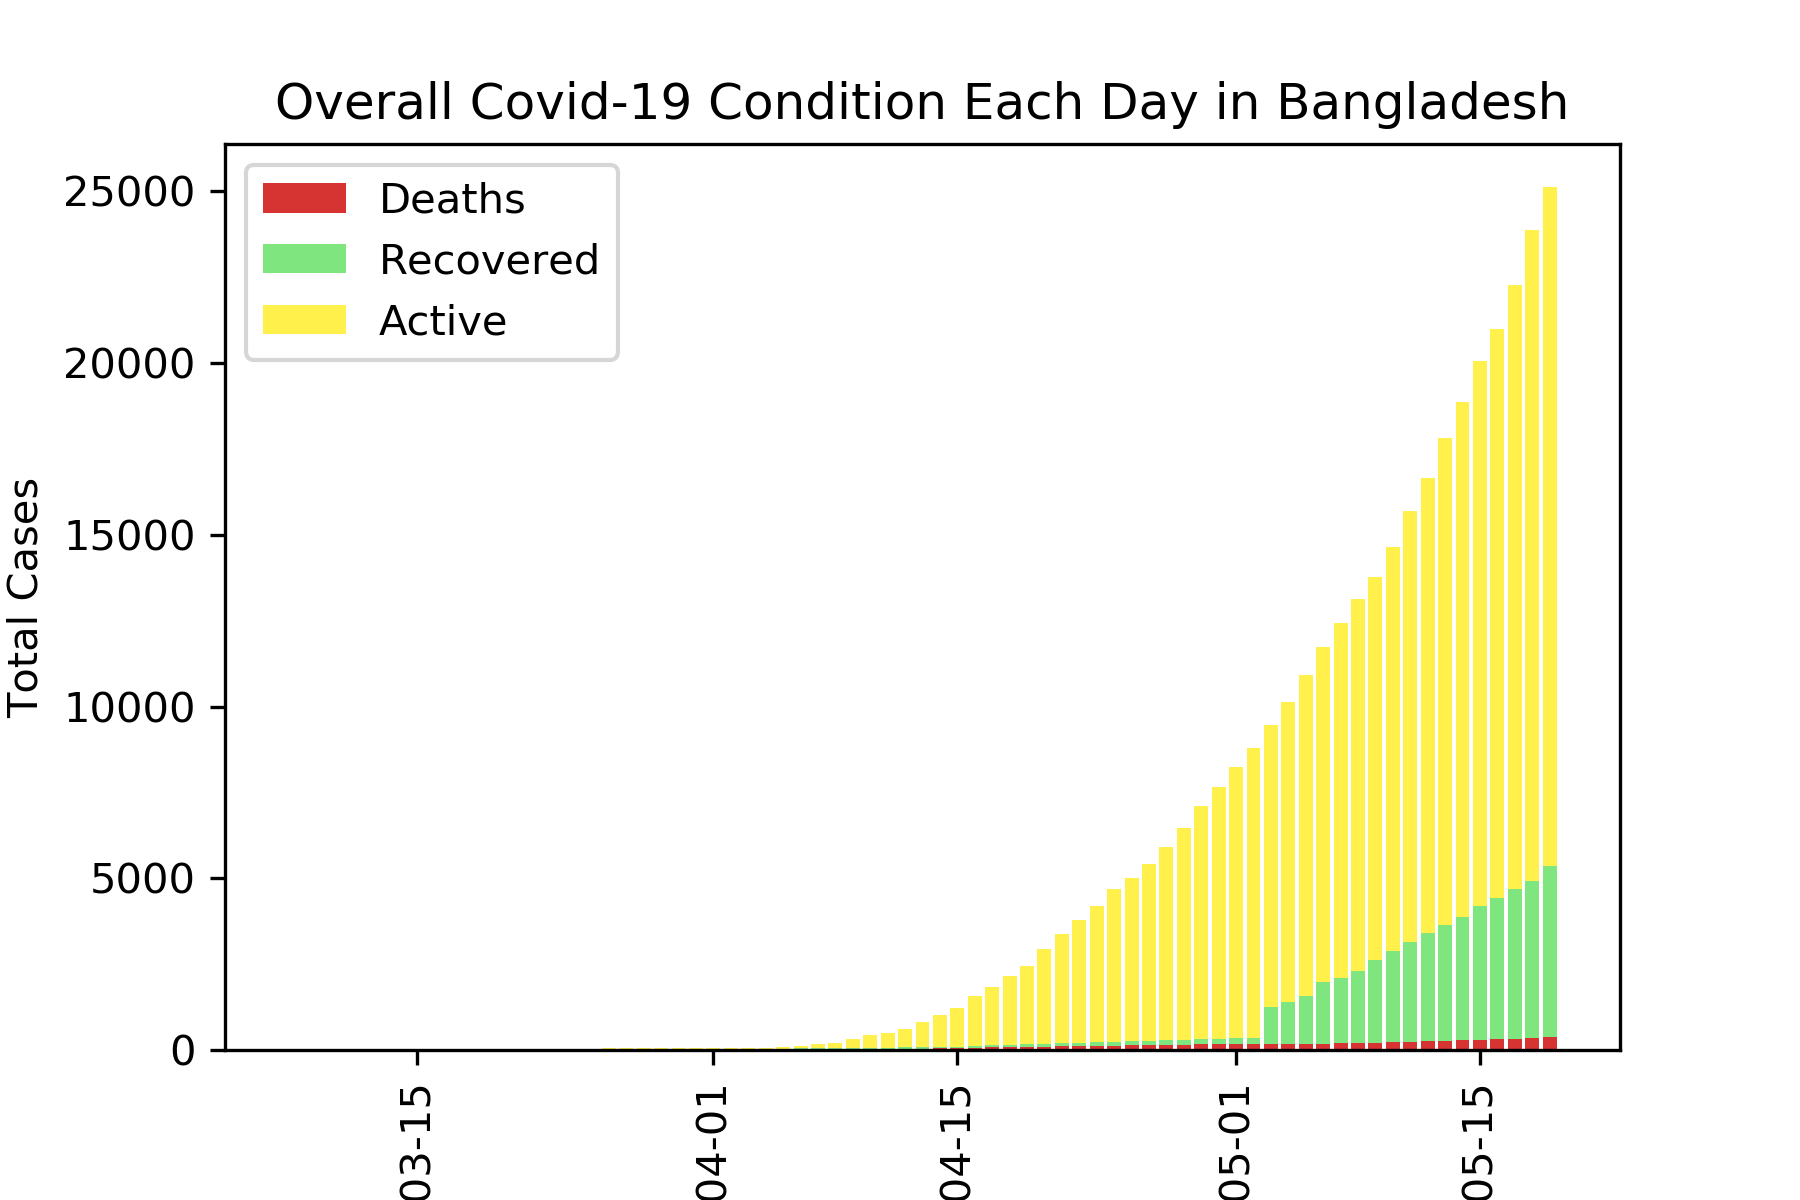 Overall Covid-19 Condition Each Day in Bangladesh
Deaths
Recovered
Active
Total Cases
25000
20000
15000
10000
5000
0
03-15
04-01
04-15
05-01
05-15